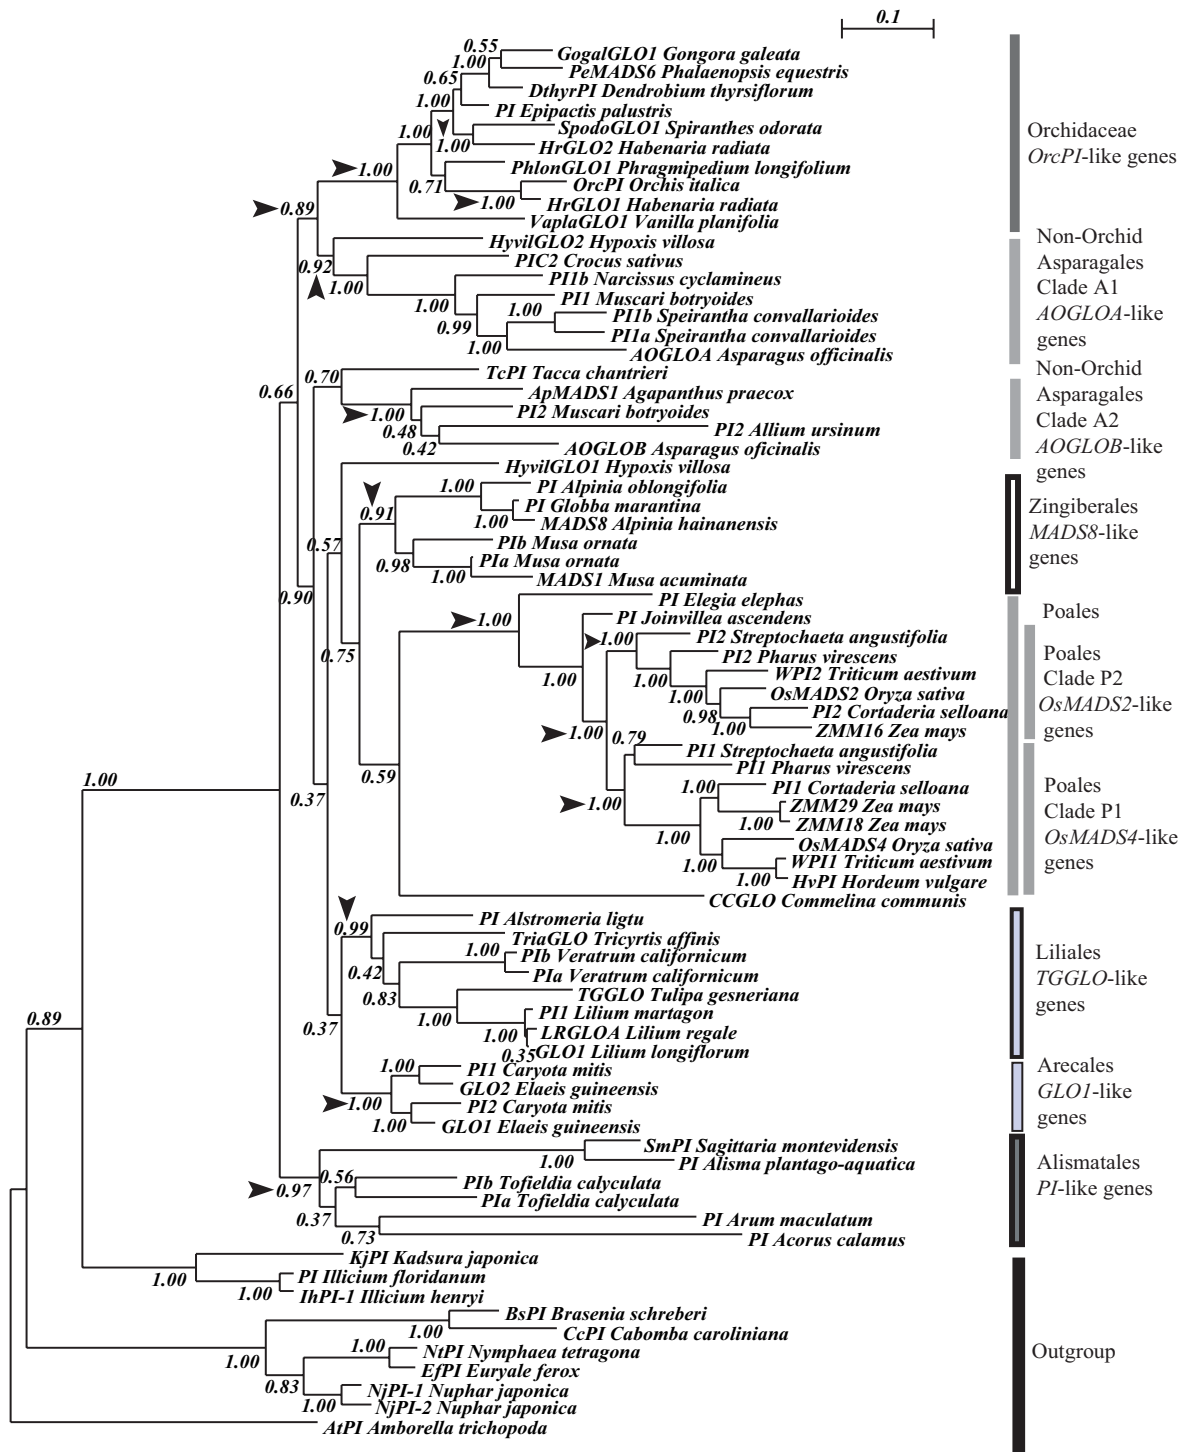 0.1
0.55
GogalGLO1 Gongora galeata
1.00
PeMADS6 Phalaenopsis equestris
0.65
DthyrPI Dendrobium thyrsiflorum
1.00
PI Epipactis palustris
1.00
SpodoGLO1 Spiranthes odorata
1.00
HrGLO2 Habenaria radiata
1.00
PhlonGLO1 Phragmipedium longifolium
0.71
OrcPI Orchis italica
1.00
HrGLO1 Habenaria radiata
0.89
VaplaGLO1 Vanilla planifolia
HyvilGLO2 Hypoxis villosa
0.92
PIC2 Crocus sativus
1.00
PI1b Narcissus cyclamineus
1.00
PI1 Muscari botryoides
1.00
PI1b Speirantha convallarioides
0.99
PI1a Speirantha convallarioides
1.00
AOGLOA Asparagus officinalis
0.66
0.70
TcPI Tacca chantrieri
ApMADS1 Agapanthus praecox
1.00
PI2 Muscari botryoides
0.48
PI2 Allium ursinum
0.42
AOGLOB Asparagus oficinalis
HyvilGLO1 Hypoxis villosa
1.00
PI Alpinia oblongifolia
0.91
PI Globba marantina
1.00
MADS8 Alpinia hainanensis
0.57
PIb Musa ornata
0.98
PIa Musa ornata
1.00
MADS1 Musa acuminata
0.90
PI Elegia elephas
1.00
PI Joinvillea ascendens
1.00
PI2 Streptochaeta angustifolia
0.75
PI2 Pharus virescens
1.00
1.00
WPI2 Triticum aestivum
1.00
OsMADS2 Oryza sativa
0.98
PI2 Cortaderia selloana
1.00
ZMM16 Zea mays
1.00
0.79
PI1 Streptochaeta angustifolia
PI1 Pharus virescens
1.00
0.59
1.00
PI1 Cortaderia selloana
0.37
1.00
ZMM29 Zea mays
1.00
ZMM18 Zea mays
1.00
OsMADS4 Oryza sativa
1.00
WPI1 Triticum aestivum
1.00
HvPI Hordeum vulgare
CCGLO Commelina communis
PI Alstromeria ligtu
0.99
TriaGLO Tricyrtis affinis
1.00
PIb Veratrum californicum
0.42
PIa Veratrum californicum
0.83
TGGLO Tulipa gesneriana
1.00
PI1 Lilium martagon
0.89
0.37
1.00
LRGLOA Lilium regale
0.35
GLO1 Lilium longiflorum
1.00
PI1 Caryota mitis
GLO2 Elaeis guineensis
1.00
PI2 Caryota mitis
1.00
GLO1 Elaeis guineensis
SmPI Sagittaria montevidensis
1.00
PI Alisma plantago-aquatica
0.97
0.56
PIb Tofieldia calyculata
PIa Tofieldia calyculata
0.37
PI Arum maculatum
0.73
PI Acorus calamus
KjPI Kadsura japonica
1.00
PI Illicium floridanum
1.00
IhPI-1 Illicium henryi
BsPI Brasenia schreberi
1.00
CcPI Cabomba caroliniana
1.00
1.00
NtPI Nymphaea tetragona
EfPI Euryale ferox
0.83
NjPI-1 Nuphar japonica
1.00
NjPI-2 Nuphar japonica
AtPI Amborella trichopoda
Orchidaceae
OrcPI-like genes
Non-Orchid
Asparagales
Clade A1
AOGLOA-like
genes
Non-Orchid
Asparagales
Clade A2
AOGLOB-like
genes
Zingiberales
MADS8-like
genes
Poales
Poales
Clade P2
OsMADS2-like
genes
Poales
Clade P1
OsMADS4-like
genes
Liliales
TGGLO-like
genes
Arecales
GLO1-like
genes
Alismatales
PI-like genes
Outgroup